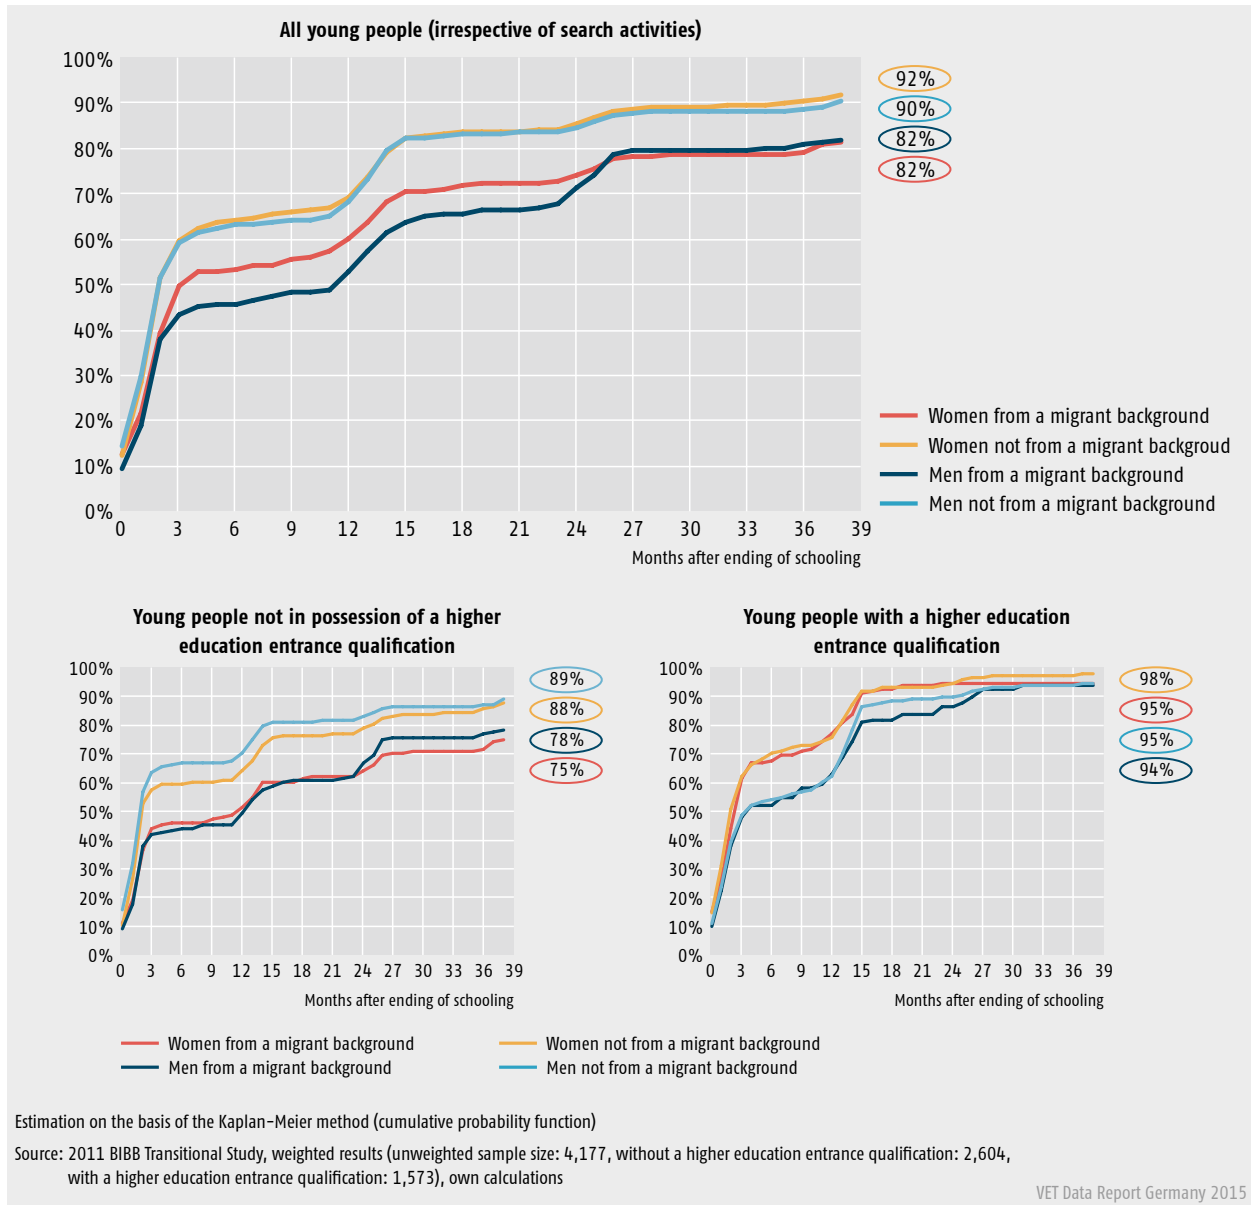 All young people (irrespective of search activities)
100%
90%
80%
70%
60%
50%
40%
30%
20%
10%
0%
0 3 6 9 12 15 18 21 24 27 30 33 36 39
Months after ending of schooling
92%
90%
82%
82%
Women from a migrant background
Women not from a migrant backgroud
Men from a migrant background
Men not from a migrant background
Young people not in possession of a higher
education entrance qualification
100%
90%
80%
70%
60%
50%
40%
30%
20%
10%
0%
0 3 6 9 12 15 18 21 24 27 30 33 36 39
Months after ending of schooling
89%
88%
78%
75%
Young people with a higher education
entrance qualification
100%
90%
80%
70%
60%
50%
40%
30%
20%
10%
0%
0 3 6 9 12 15 18 21 24 27 30 33 36 39
Months after ending of schooling
98%
95%
95%
94%
Women from a migrant background
Women not from a migrant background
Men from a migrant background
Men not from a migrant background
Estimation on the basis of the Kaplan-Meier method (cumulative probability function)
Source: 2011 BIBB Transitional Study, weighted results (unweighted sample size: 4,177, without a higher education entrance qualification: 2,604,
with a higher education entrance qualification: 1,573), own calculations
VET Data Report Germany 2015